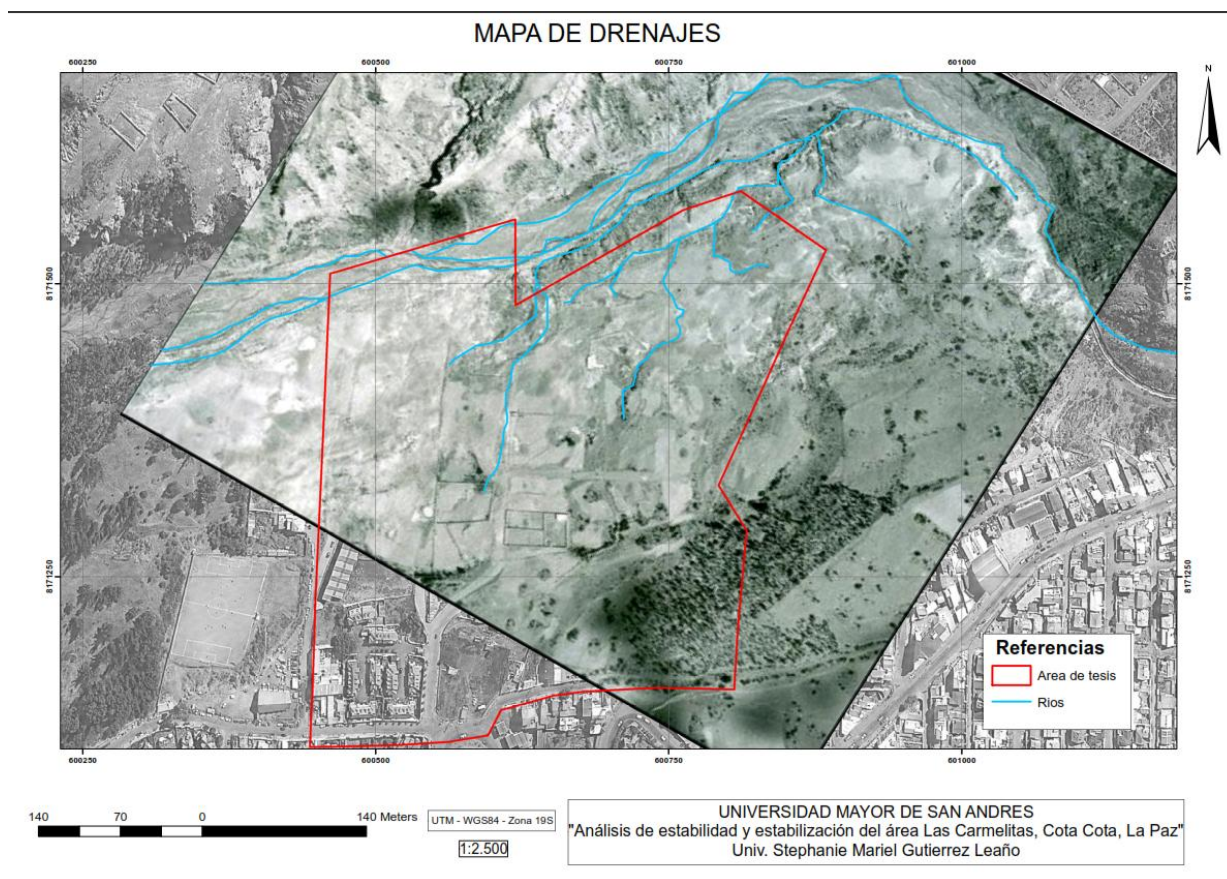 MAPA DE DRENAJES
600250
600500
600750
601000
N
8171500
8171500
8171250
8171250
Referencias
Area de tesis
Rios
600250
600500
600750
601000
140
70
0
140 Meters
UTM - WGS84 - Zona 19S
1:2.500
UNIVERSIDAD MAYOR DE SAN ANDRES
"Análisis de estabilidad y estabilización del área Las Carmelitas, Cota Cota, La Paz"
Univ. Stephanie Mariel Gutierrez Leaño